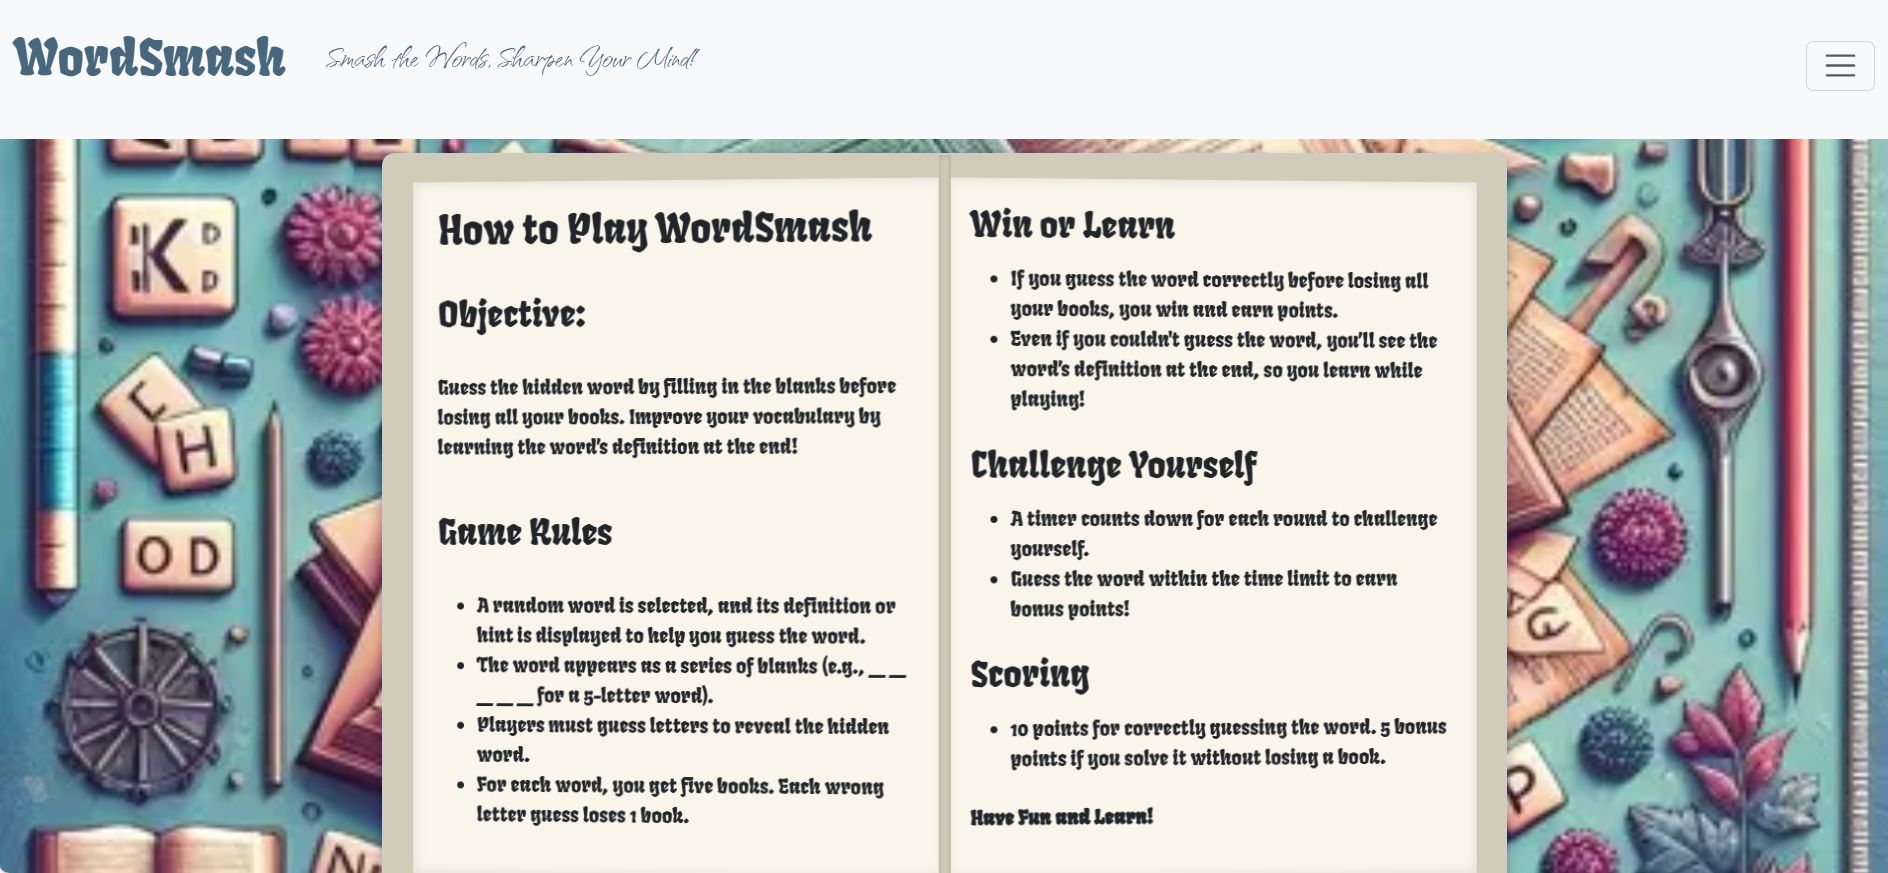 WordSmash
Smash the Words, Sharpen Your Mind!
How to Play WordSmash
Objective:
Guess the hidden word by filling in the blanks before
losing all your books. Improve your vocabulary by
learning the word's definition at the end!
Game Rules
• A random word is selected, and its definition or
hint is displayed to help you guess the word.
• The word appears as a series of blanks (e.g., _ _
_ _ _ for a 5-letter word).
• Players must guess letters to reveal the hidden
word.
• For each word, you get five books. Each wrong
letter guess loses 1 book.
Win or Learn
• If you guess the word correctly before losing all
your books, you win and earn points.
• Even if you couldn't guess the word, you'll see the
word's definition at the end, so you learn while
playing!
Challenge Yourself
• A timer counts down for each round to challenge
yourself.
• Guess the word within the time limit to earn
bonus points!
Scoring
• 10 points for correctly guessing the word. 5 bonus
points if you solve it without losing a book.
Have Fun and Learn!
K D
D
E
H
O D
P